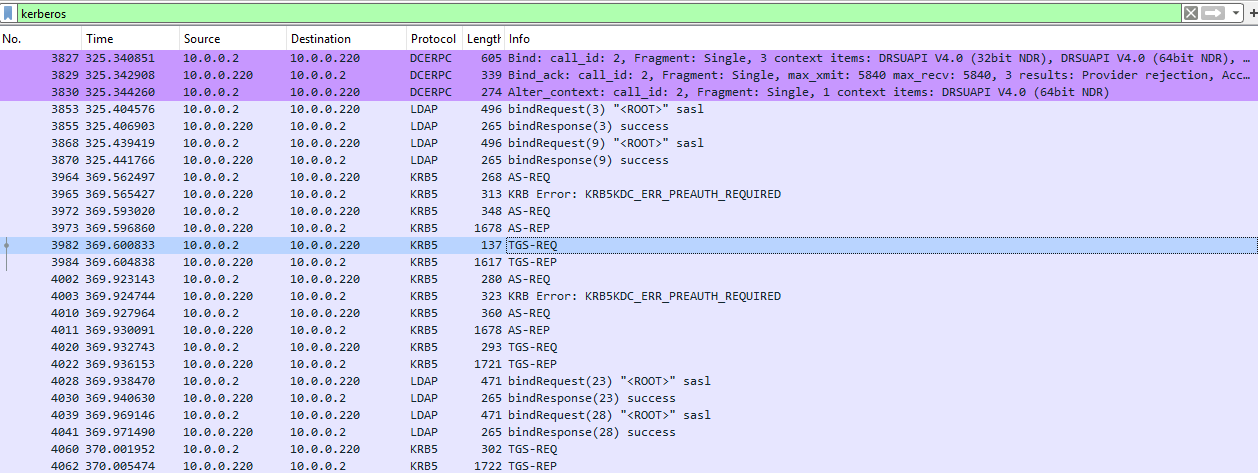 kerberos
No. Time Source Destination Protocol Length Info
3827 325.340851 10.0.0.2 10.0.0.220 DCERPC 605 Bind: call_id: 2, Fragment: Single, 3 context items: DRSUAPI V4.0 (32bit NDR), DRSUAPI V4.0 (64bit NDR), …
3829 325.342908 10.0.0.220 10.0.0.2 DCERPC 339 Bind_ack: call_id: 2, Fragment: Single, max_xmit: 5840 max_recv: 5840, 3 results: Provider rejection, Acc…
3830 325.344260 10.0.0.2 10.0.0.220 DCERPC 274 Alter_context: call_id: 2, Fragment: Single, 1 context items: DRSUAPI V4.0 (64bit NDR)
3853 325.404576 10.0.0.2 10.0.0.220 LDAP 496 bindRequest(3) "<ROOT>" sasl
3855 325.406903 10.0.0.220 10.0.0.2 LDAP 265 bindResponse(3) success
3868 325.439419 10.0.0.2 10.0.0.220 LDAP 496 bindRequest(9) "<ROOT>" sasl
3870 325.441766 10.0.0.220 10.0.0.2 LDAP 265 bindResponse(9) success
3964 369.562497 10.0.0.2 10.0.0.220 KRB5 268 AS-REQ
3965 369.565427 10.0.0.220 10.0.0.2 KRB5 313 KRB Error: KRB5KDC_ERR_PREAUTH_REQUIRED
3972 369.593020 10.0.0.2 10.0.0.220 KRB5 348 AS-REQ
3973 369.596860 10.0.0.220 10.0.0.2 KRB5 1678 AS-REP
3982 369.600833 10.0.0.2 10.0.0.220 KRB5 137 TGS-REQ
3984 369.604838 10.0.0.220 10.0.0.2 KRB5 1617 TGS-REP
4002 369.923143 10.0.0.2 10.0.0.220 KRB5 280 AS-REQ
4003 369.924744 10.0.0.220 10.0.0.2 KRB5 323 KRB Error: KRB5KDC_ERR_PREAUTH_REQUIRED
4010 369.927964 10.0.0.2 10.0.0.220 KRB5 360 AS-REQ
4011 369.930091 10.0.0.220 10.0.0.2 KRB5 1678 AS-REP
4020 369.932743 10.0.0.2 10.0.0.220 KRB5 293 TGS-REQ
4022 369.936153 10.0.0.220 10.0.0.2 KRB5 1721 TGS-REP
4028 369.938470 10.0.0.2 10.0.0.220 LDAP 471 bindRequest(23) "<ROOT>" sasl
4030 369.940630 10.0.0.220 10.0.0.2 LDAP 265 bindResponse(23) success
4039 369.969146 10.0.0.2 10.0.0.220 LDAP 471 bindRequest(28) "<ROOT>" sasl
4041 369.971490 10.0.0.220 10.0.0.2 LDAP 265 bindResponse(28) success
4060 370.001952 10.0.0.2 10.0.0.220 KRB5 302 TGS-REQ
4062 370.005474 10.0.0.220 10.0.0.2 KRB5 1722 TGS-REP